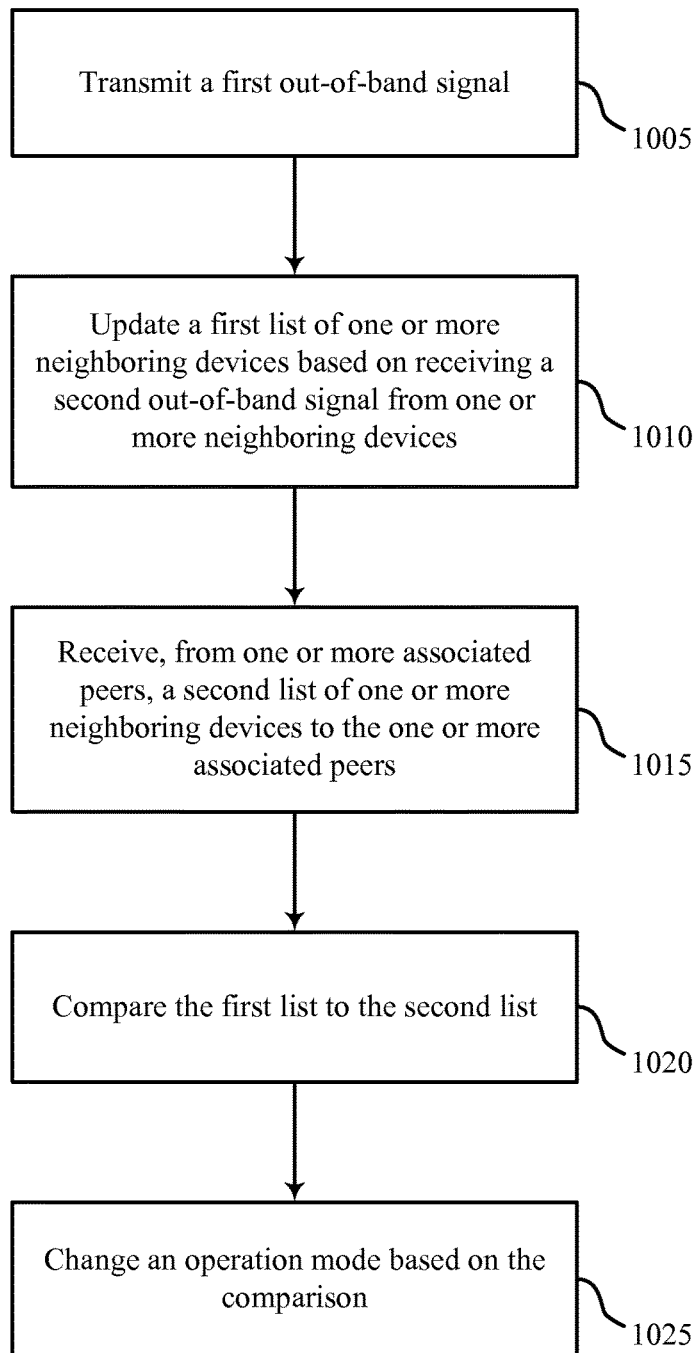 Transmit a first out-of-band signal
1005
Update a first list of one or more
neighboring devices based on receiving a
second out-of-band signal from one or
more neighboring devices
1010
Receive, from one or more associated
peers, a second list of one or more
neighboring devices to the one or more
associated peers
1015
Compare the first list to the second list
1020
Change an operation mode based on the
comparison
1025